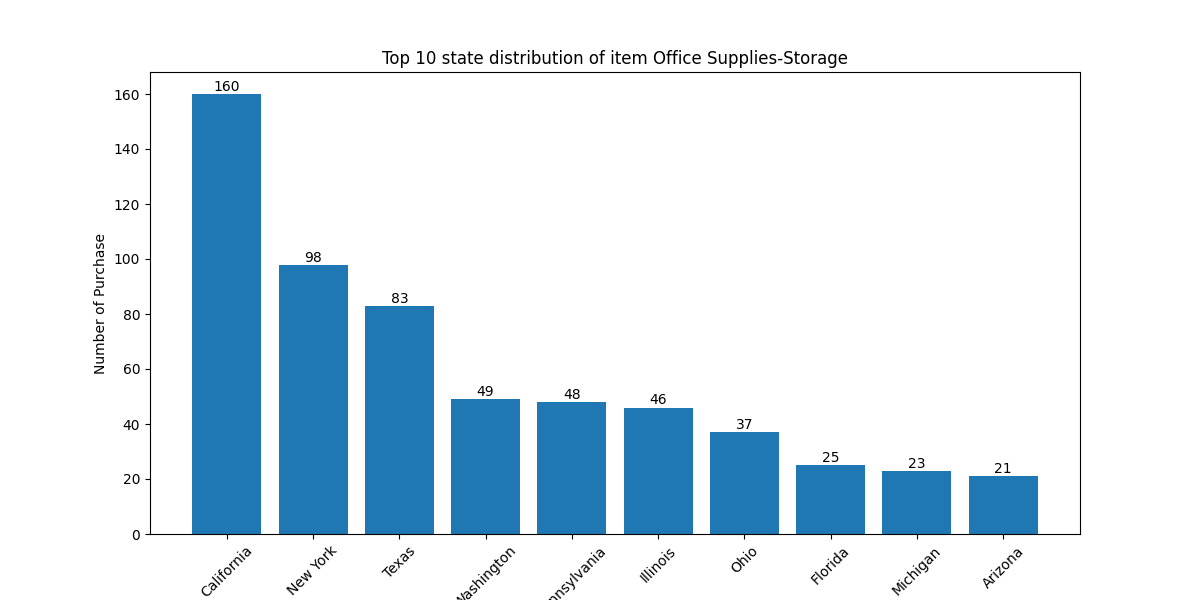 Top 10 state distribution of item Office Supplies-Storage
Number of Purchase
160
140
120
100
80
60
40
20
0
160
98
83
49
48
46
37
25
23
21
California
New York
Texas
Washington
nnsylvania
Illinois
Ohio
Florida
Michigan
Arizona